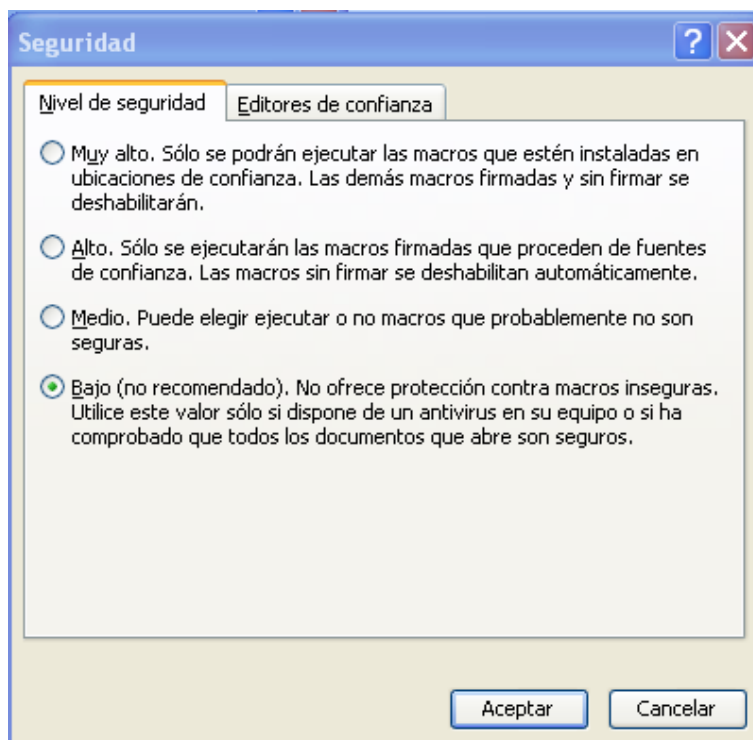 Seguridad
Nivel de seguridad
Editores de confianza
Muy alto. Sólo se podrán ejecutar las macros que estén instaladas en
ubicaciones de confianza. Las demás macros firmadas y sin firmar se
deshabilitarán.
Alto. Sólo se ejecutarán las macros firmadas que proceden de fuentes
de confianza. Las macros sin firmar se deshabilitan automáticamente.
Medio. Puede elegir ejecutar o no macros que probablemente no son
seguras.
Bajo (no recomendado). No ofrece protección contra macros inseguras.
Utilice este valor sólo si dispone de un antivirus en su equipo o si ha
comprobado que todos los documentos que abre son seguros.
Aceptar
Cancelar